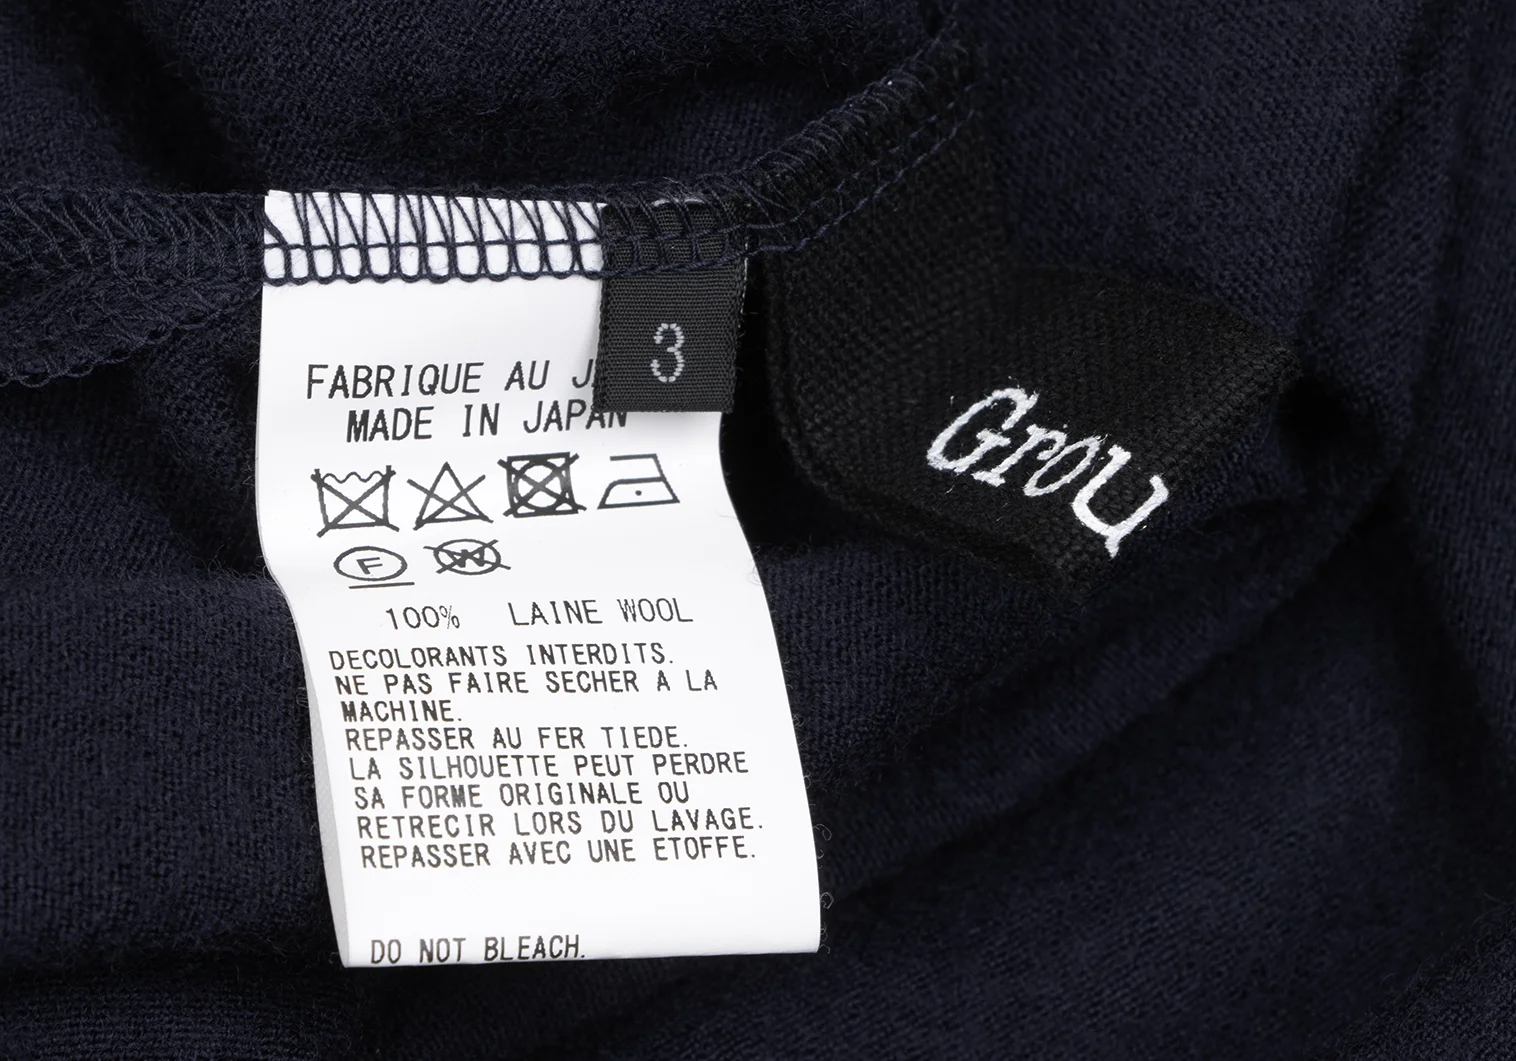 3
FABRIQUE AU
MADE IN JAPAN
F
W
100% LAINE WOOL
DECOLORANTS INTERDITS.
NE PAS FAIRE SECHER A LA
MACHINE.
REPASSER AU FER TIEDE.
LA SILHOUETTE PEUT PERDRE
SA FORME ORIGINALE OU
RETRECIR LORS DU LAVAGE.
REPASSER AVEC UNE ETOFFE.
DO NOT BLEACH.
Grou